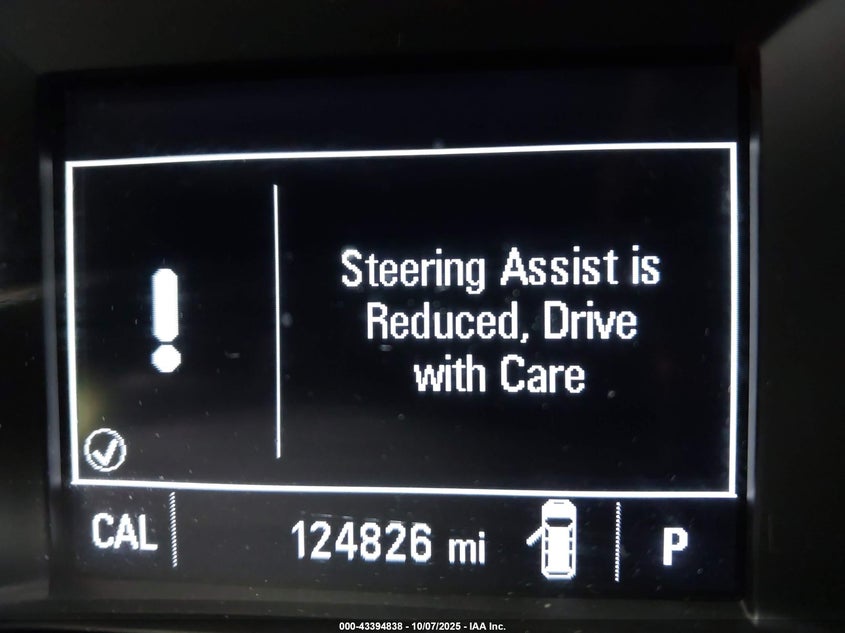 Steering Assist is
Reduced, Drive
with Care
CAL 124826 mi P
000-43394838 - 10/07/2025 - IAA Inc.